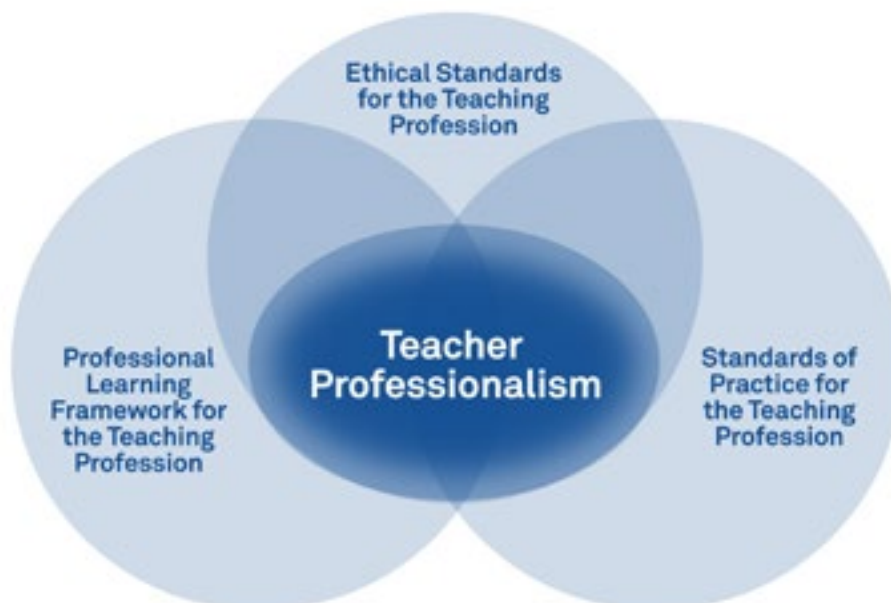 Ethical Standards
for the Teaching
Profession
Teacher
Professionalism
Professional
Learning
Framework for
the Teaching
Profession
Standards of
Practice for
the Teaching
Profession